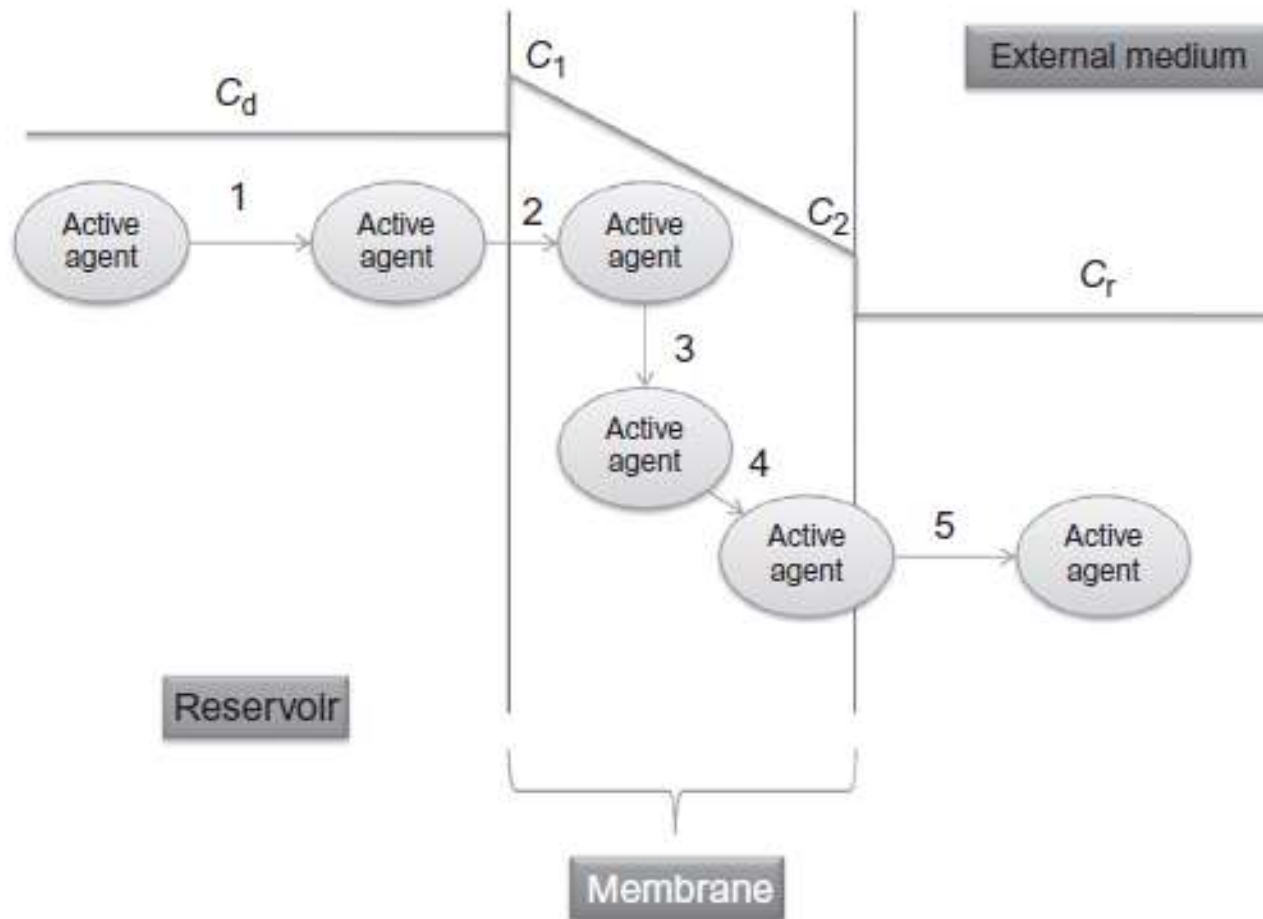 C1
External medium
Cd
1
2
Active
agent
Active
agent
Active
agent
C2
Cr
3
Active
agent
4
5
Active
agent
Active
agent
Reservoir
Membrane